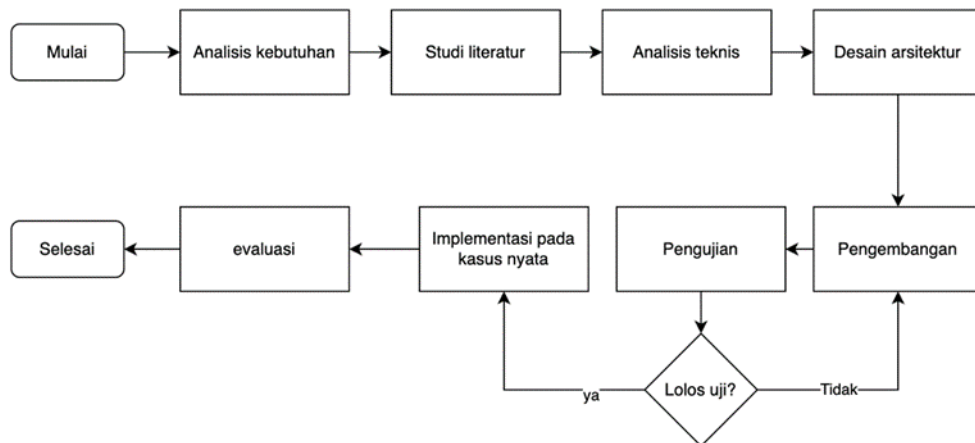 Mulai
Analisis kebutuhan
Studi literatur
Analisis teknis
Desain arsitektur
Selesai
evaluasi
Implementasi pada
kasus nyata
Pengujian
Pengembangan
ya
Lolos uji?
Tidak